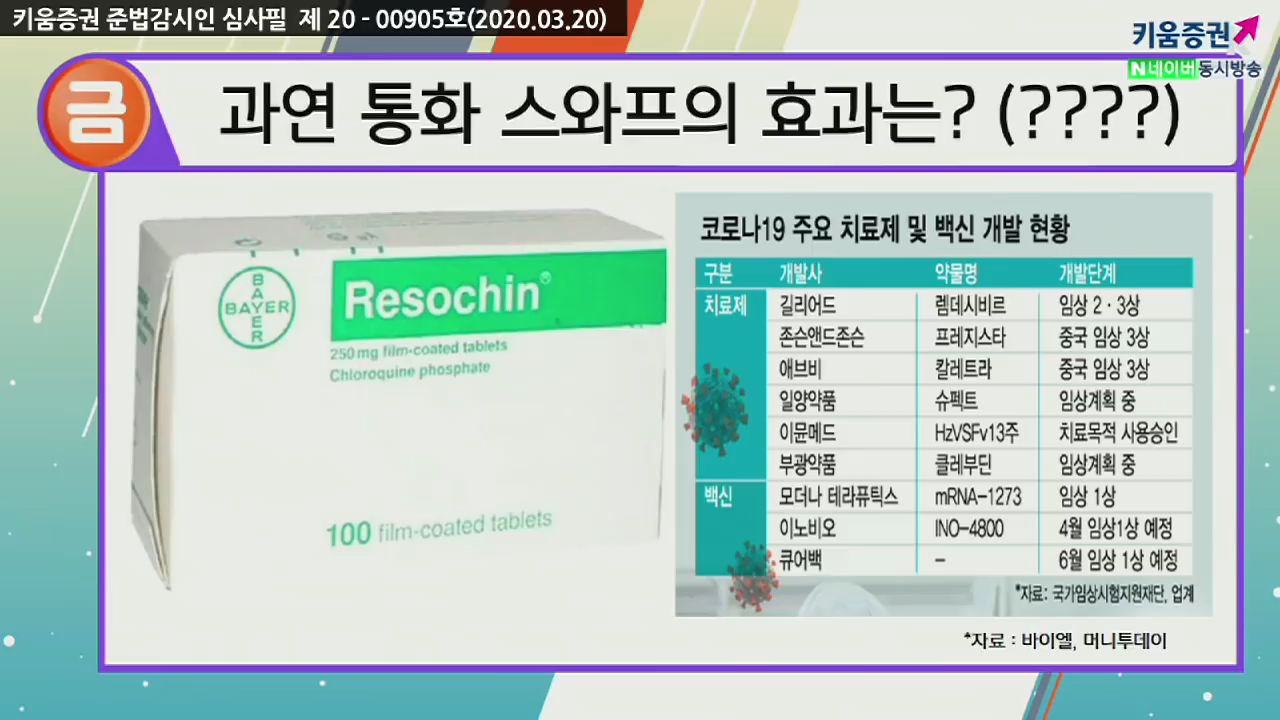 키움증권 준법감시인 심사필 제 20 - 00905호(2020.03.20)
키움증권
N 네이버 동시방송
금
과연 통화 스와프의 효과는? (????)
BAYER
BAYER
Resochin®
250 mg film-coated tablets
Chloroquine phosphate
100 film-coated tablets
코로나19 주요 치료제 및 백신 개발 현황
구분 개발사 약물명 개발단계
치료제 길리어드 렘데시비르 임상 2·3상
존슨앤드존슨 프레지스타 중국 임상 3상
애브비 칼레트라 중국 임상 3상
일양약품 슈펙트 임상계획 중
이뮨메드 HzVSFv13주 치료목적 사용승인
부광약품 클레부딘 임상계획 중
백신 모더나 테라퓨틱스 mRNA-1273 임상 1상
이노비오 INO-4800 4월 임상1상 예정
큐어백 - 6월 임상 1상 예정
*자료: 국가임상시험지원재단, 업계
*자료 : 바이엘, 머니투데이